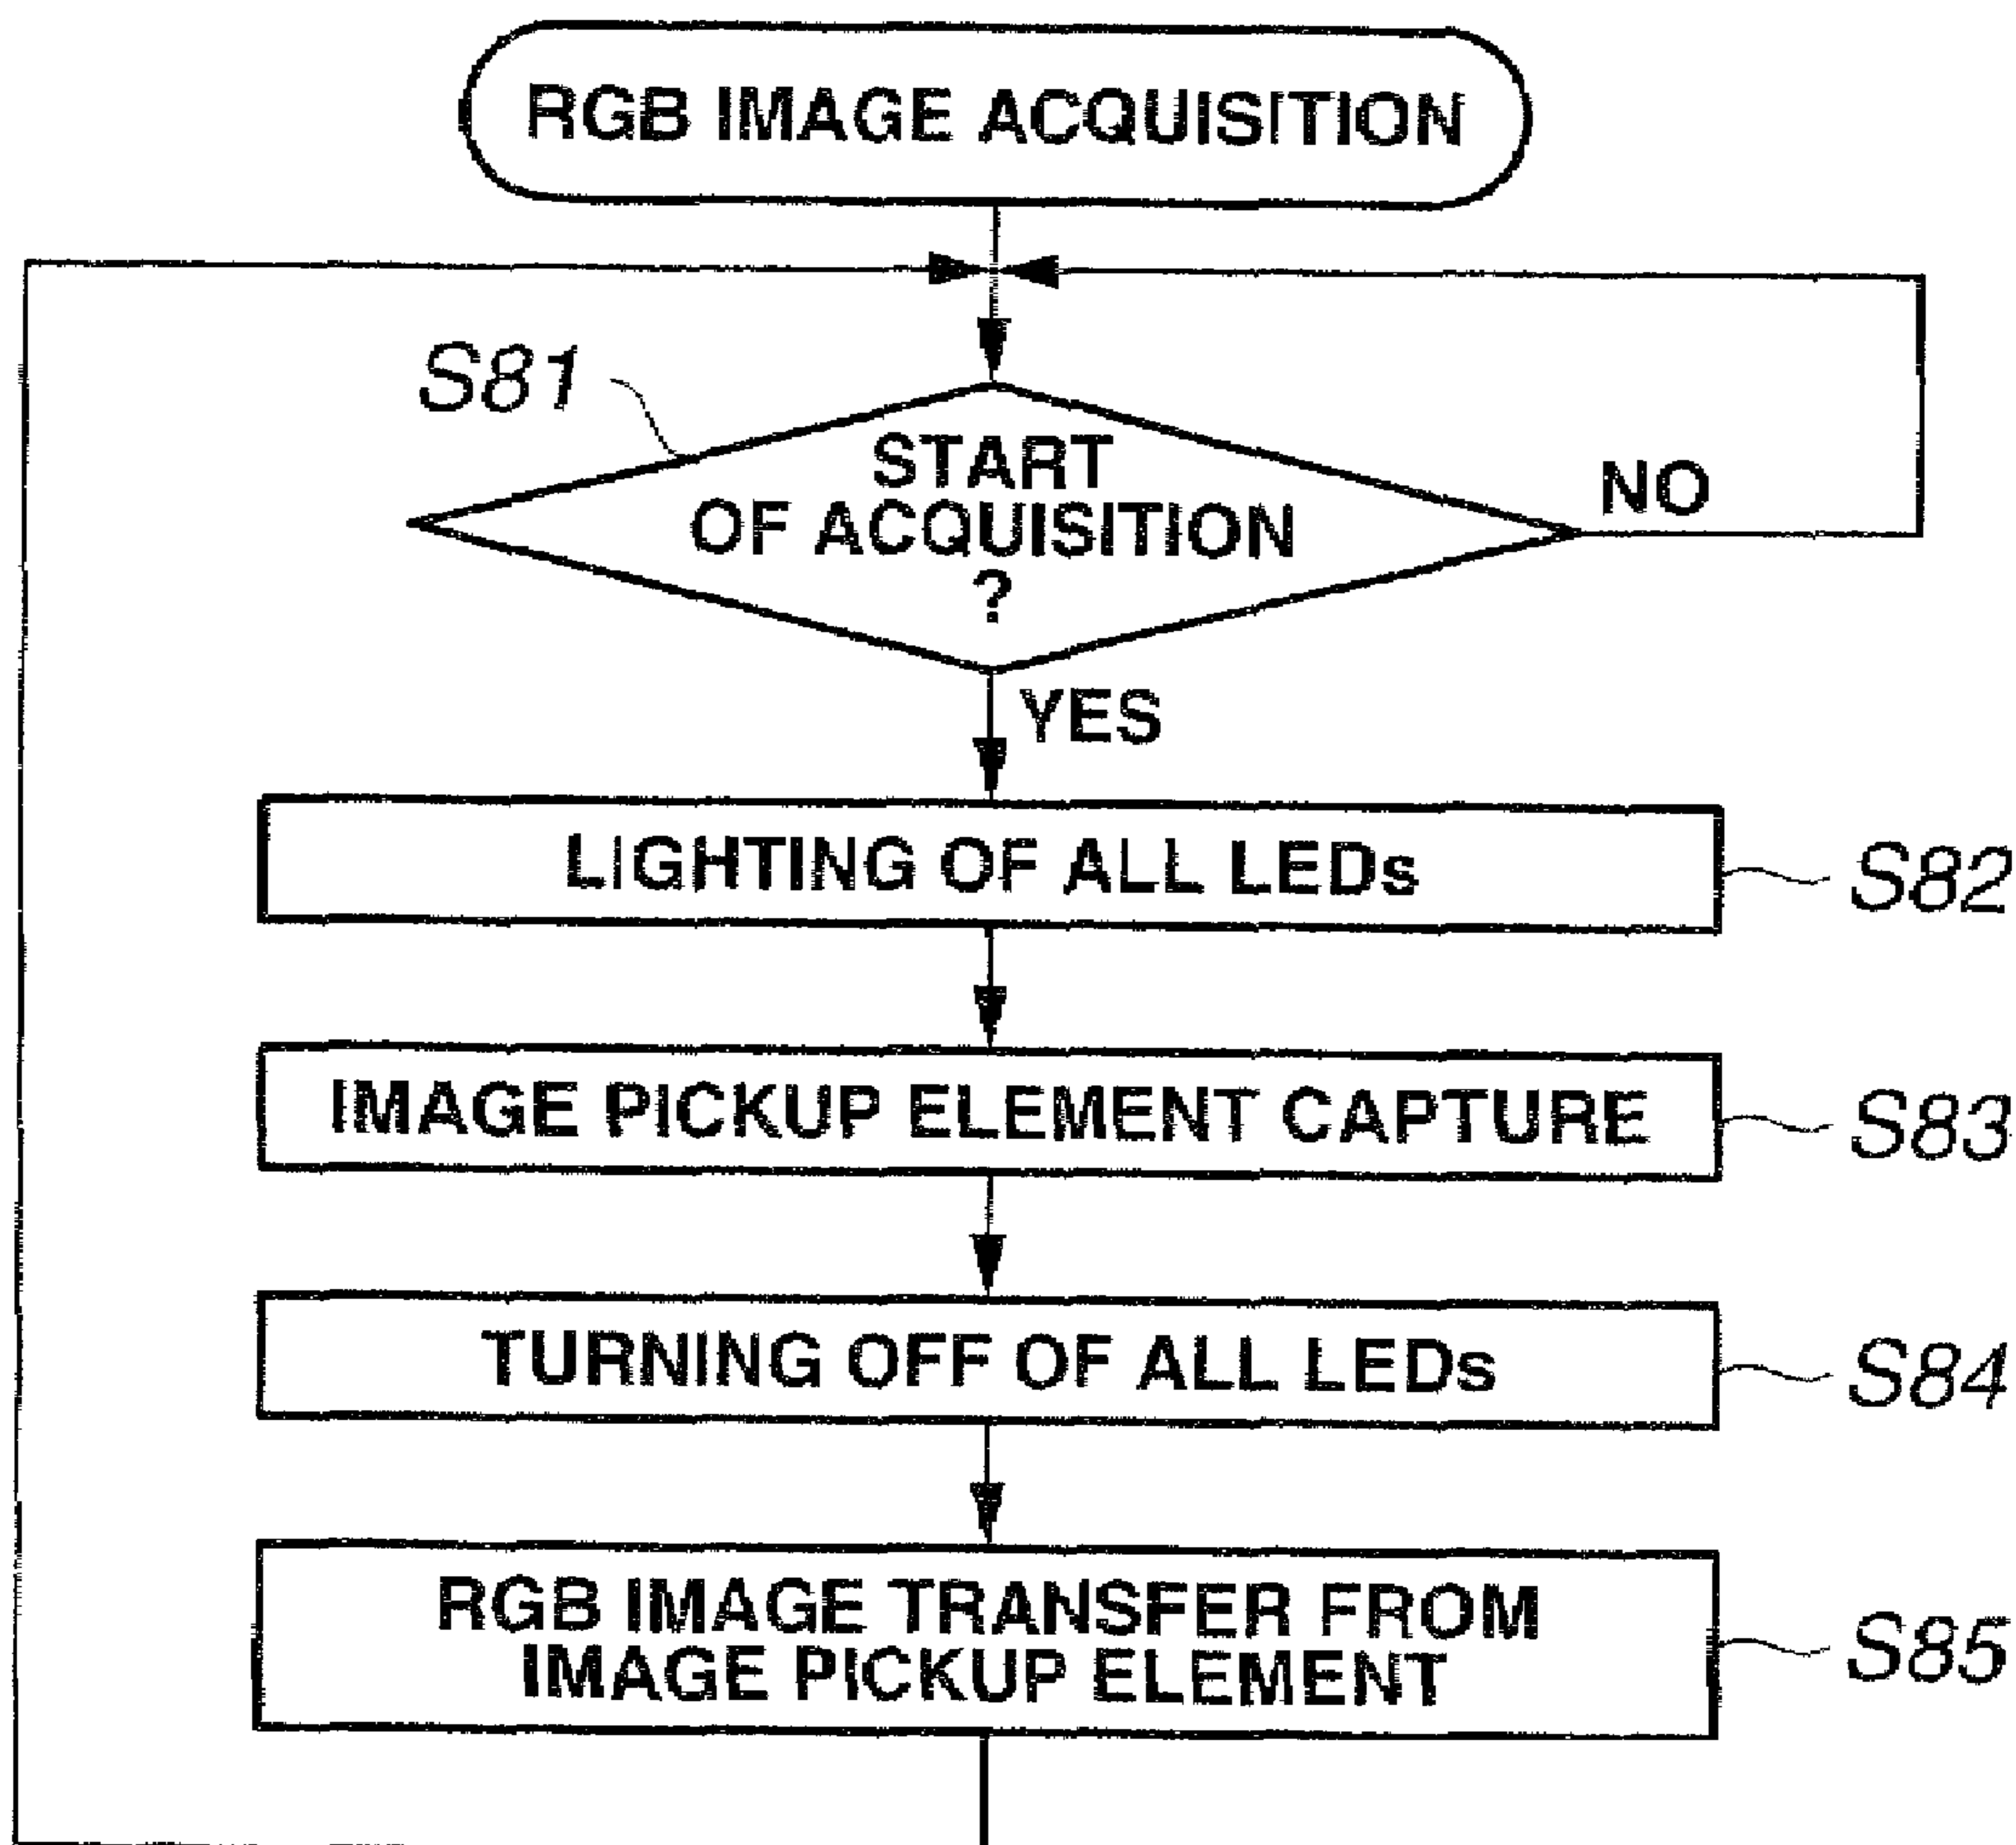 RGB IMAGE ACQUISITION
S81
START
OF ACQUISITION
?
NO
YES
LIGHTING OF ALL LEDs
S82
IMAGE PICKUP ELEMENT CAPTURE
S83
TURNING OFF OF ALL LEDs
S84
RGB IMAGE TRANSFER FROM
IMAGE PICKUP ELEMENT
S85